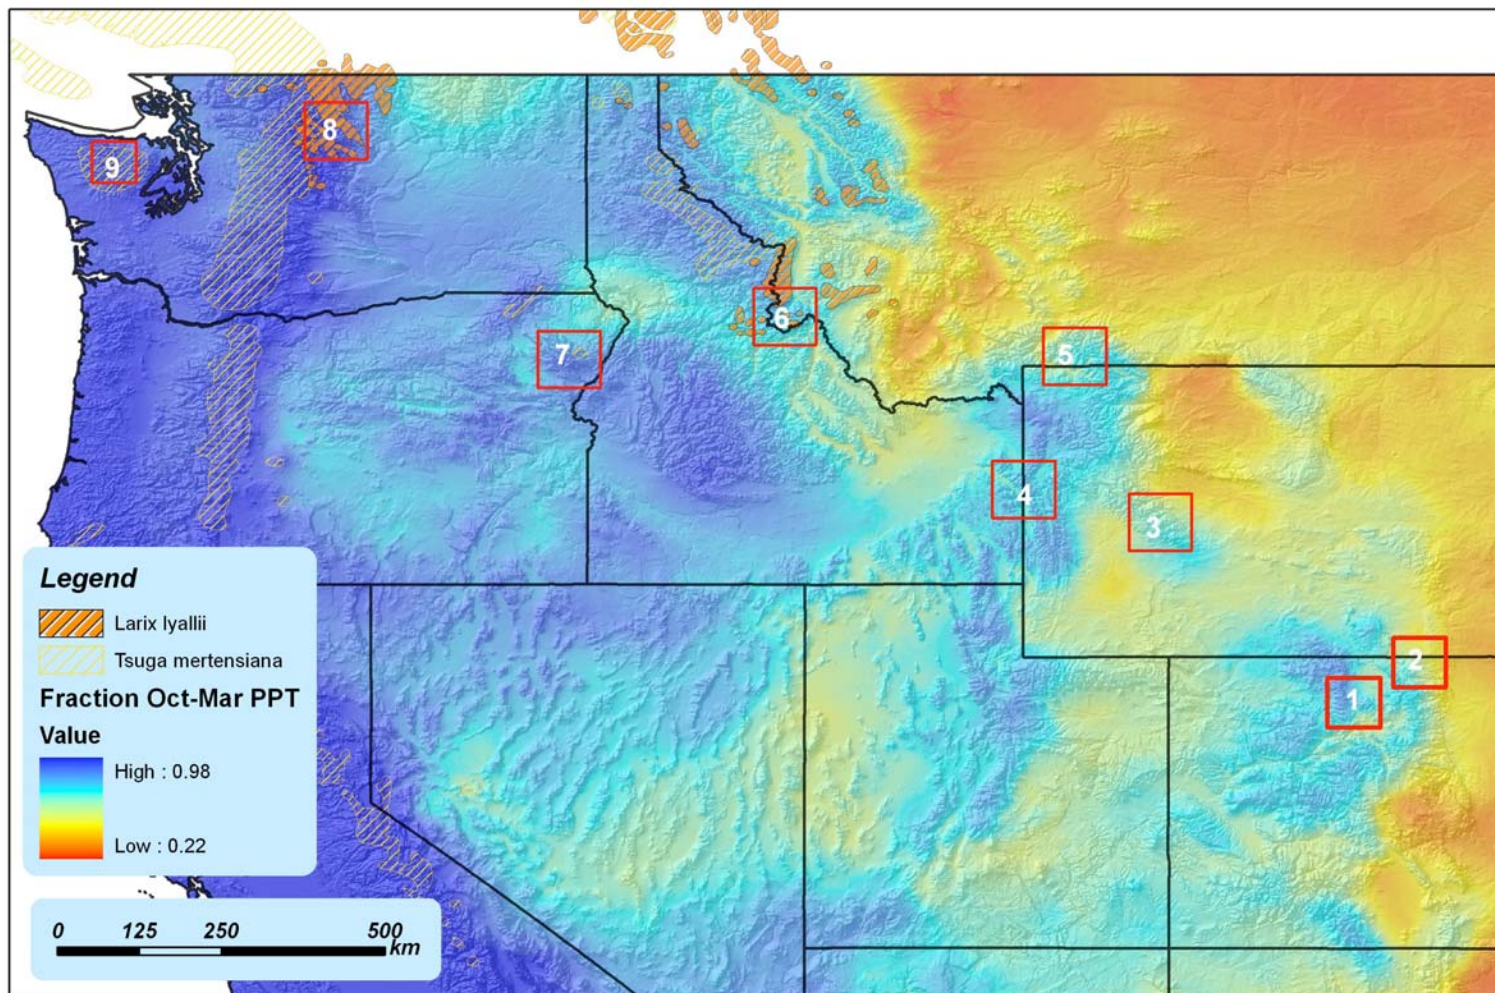 8
9
6
7
5
4
3
2
1
Legend
Larix lyallii
Tsuga mertensiana
Fraction Oct-Mar PPT
Value
High : 0.98
Low : 0.22
0 125 250 500
km